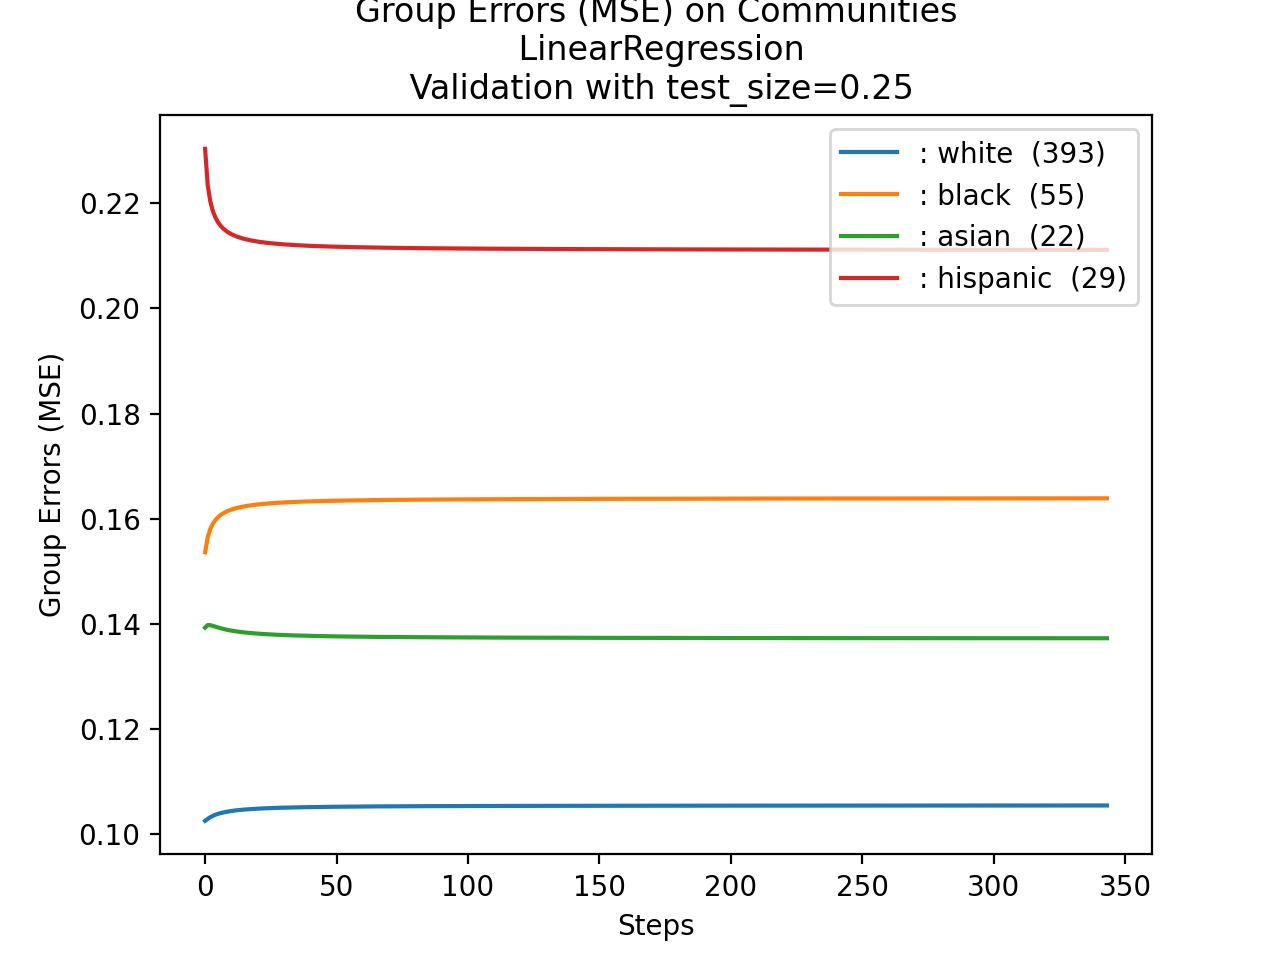 Group Errors (MSE) on Communities
LinearRegression
Validation with test_size=0.25
: white (393)
: black (55)
: asian (22)
: hispanic (29)
Group Errors (MSE)
0.22
0.20
0.18
0.16
0.14
0.12
0.10
0 50 100 150 200 250 300 350
Steps